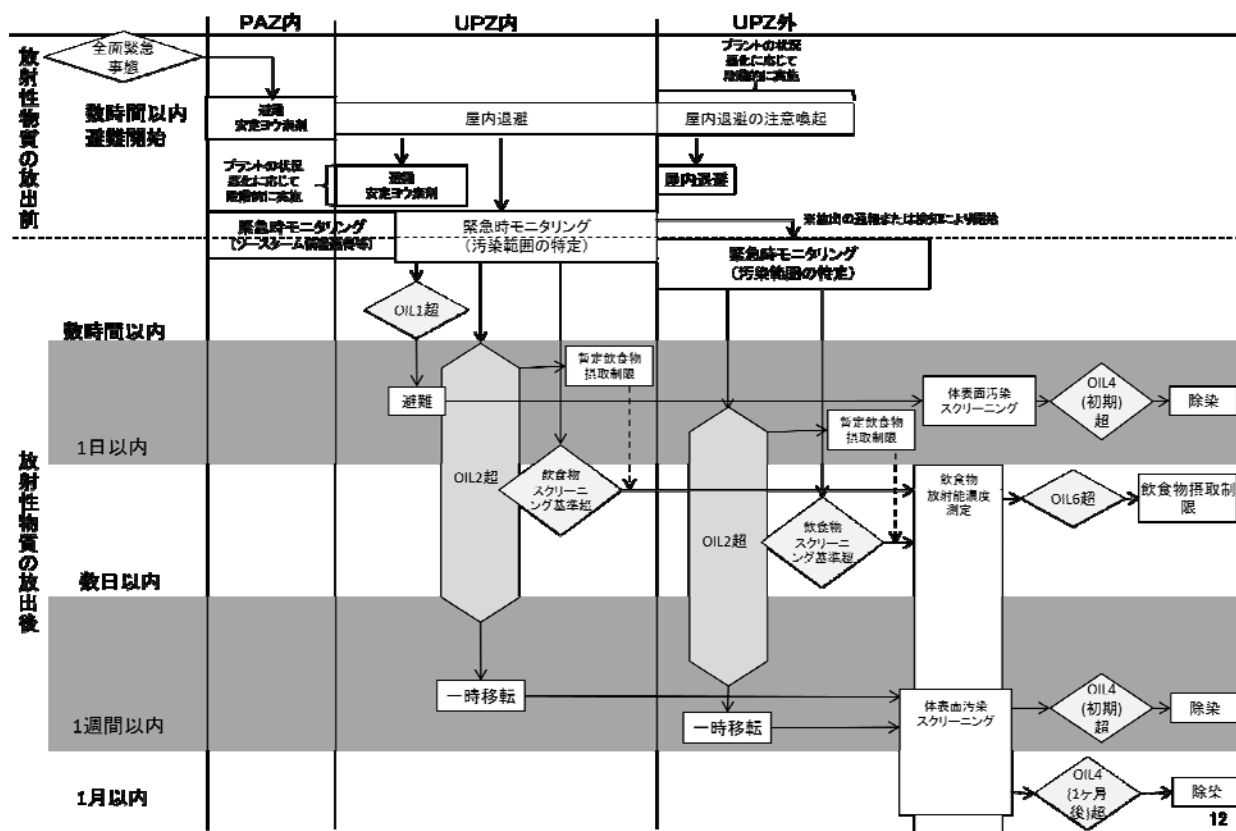 PAZ内
UPZ内
UPZ外
放射性物質の放出前
全面緊急
事態
プラントの状況
悪化に応じて
段階的に実施
数時間以内
避難開始
避難
安定ヨウ素剤
屋内退避
屋内退避の注意喚起
プラントの状況
悪化に応じて
段階的に実施
避難
安定ヨウ素剤
屋内退避
緊急時モニタリング
緊急時モニタリング
(汚染範囲の特定)
※放出の通報または検知により開始
緊急時モニタリング
(汚染範囲の特定)
放射性物質の放出後
OIL1超
数時間以内
暫定飲食物
摂取制限
避難
体表面汚染
スクリーニング
OIL4
(初期)
超
除染
暫定飲食物
摂取制限
1日以内
OIL2超
飲食物
スクリーニ
ング基準超
飲食物
放射能濃度
測定
OIL6超
飲食物摂取制
限
OIL2超
飲食物
スクリーニ
ング基準超
数日以内
一時移転
体表面汚染
スクリーニング
OIL4
(初期)
超
除染
1週間以内
一時移転
1月以内
OIL4
(1ヶ月
後)超
除染
12